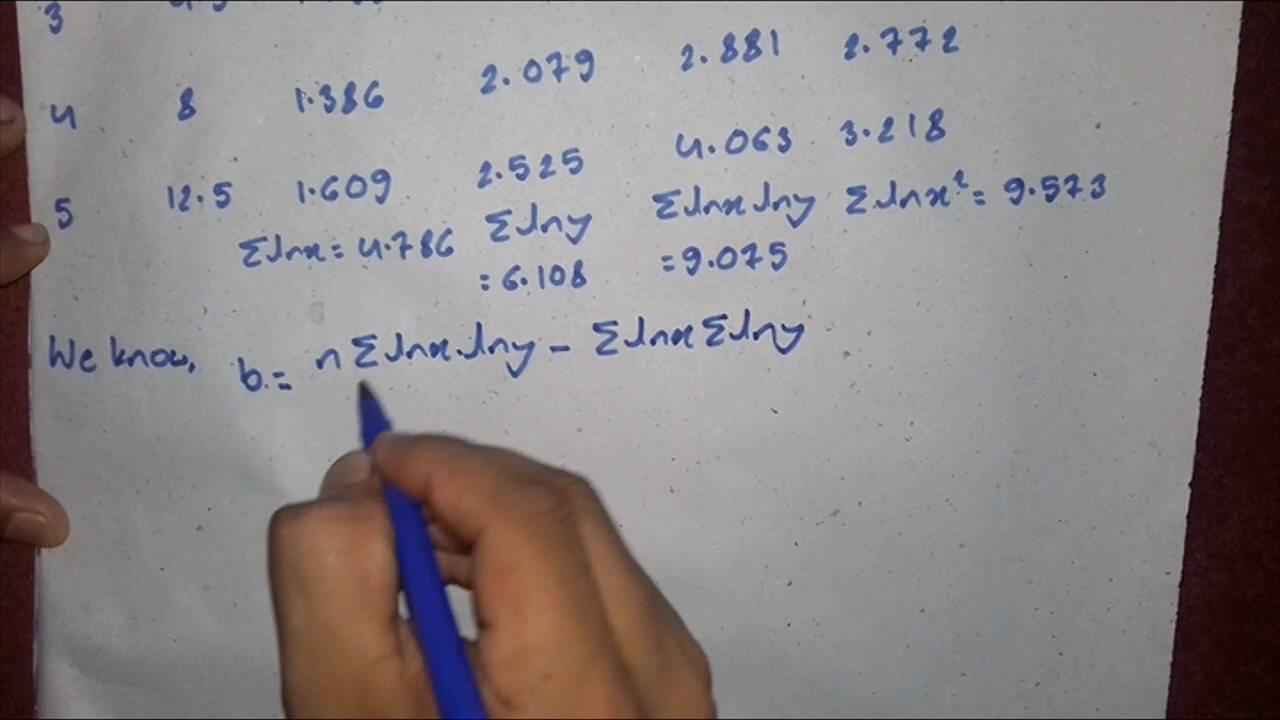 3
4 8 1.386 2.079 2.881 2.772
5 12.5 1.609 2.525 4.063 3.218
Σlnx = 4.786 Σlny = 6.108 Σlnx lny = 9.075 Σlnx² = 9.573
We know, b = nΣlnx.lny - ΣlnxΣlny